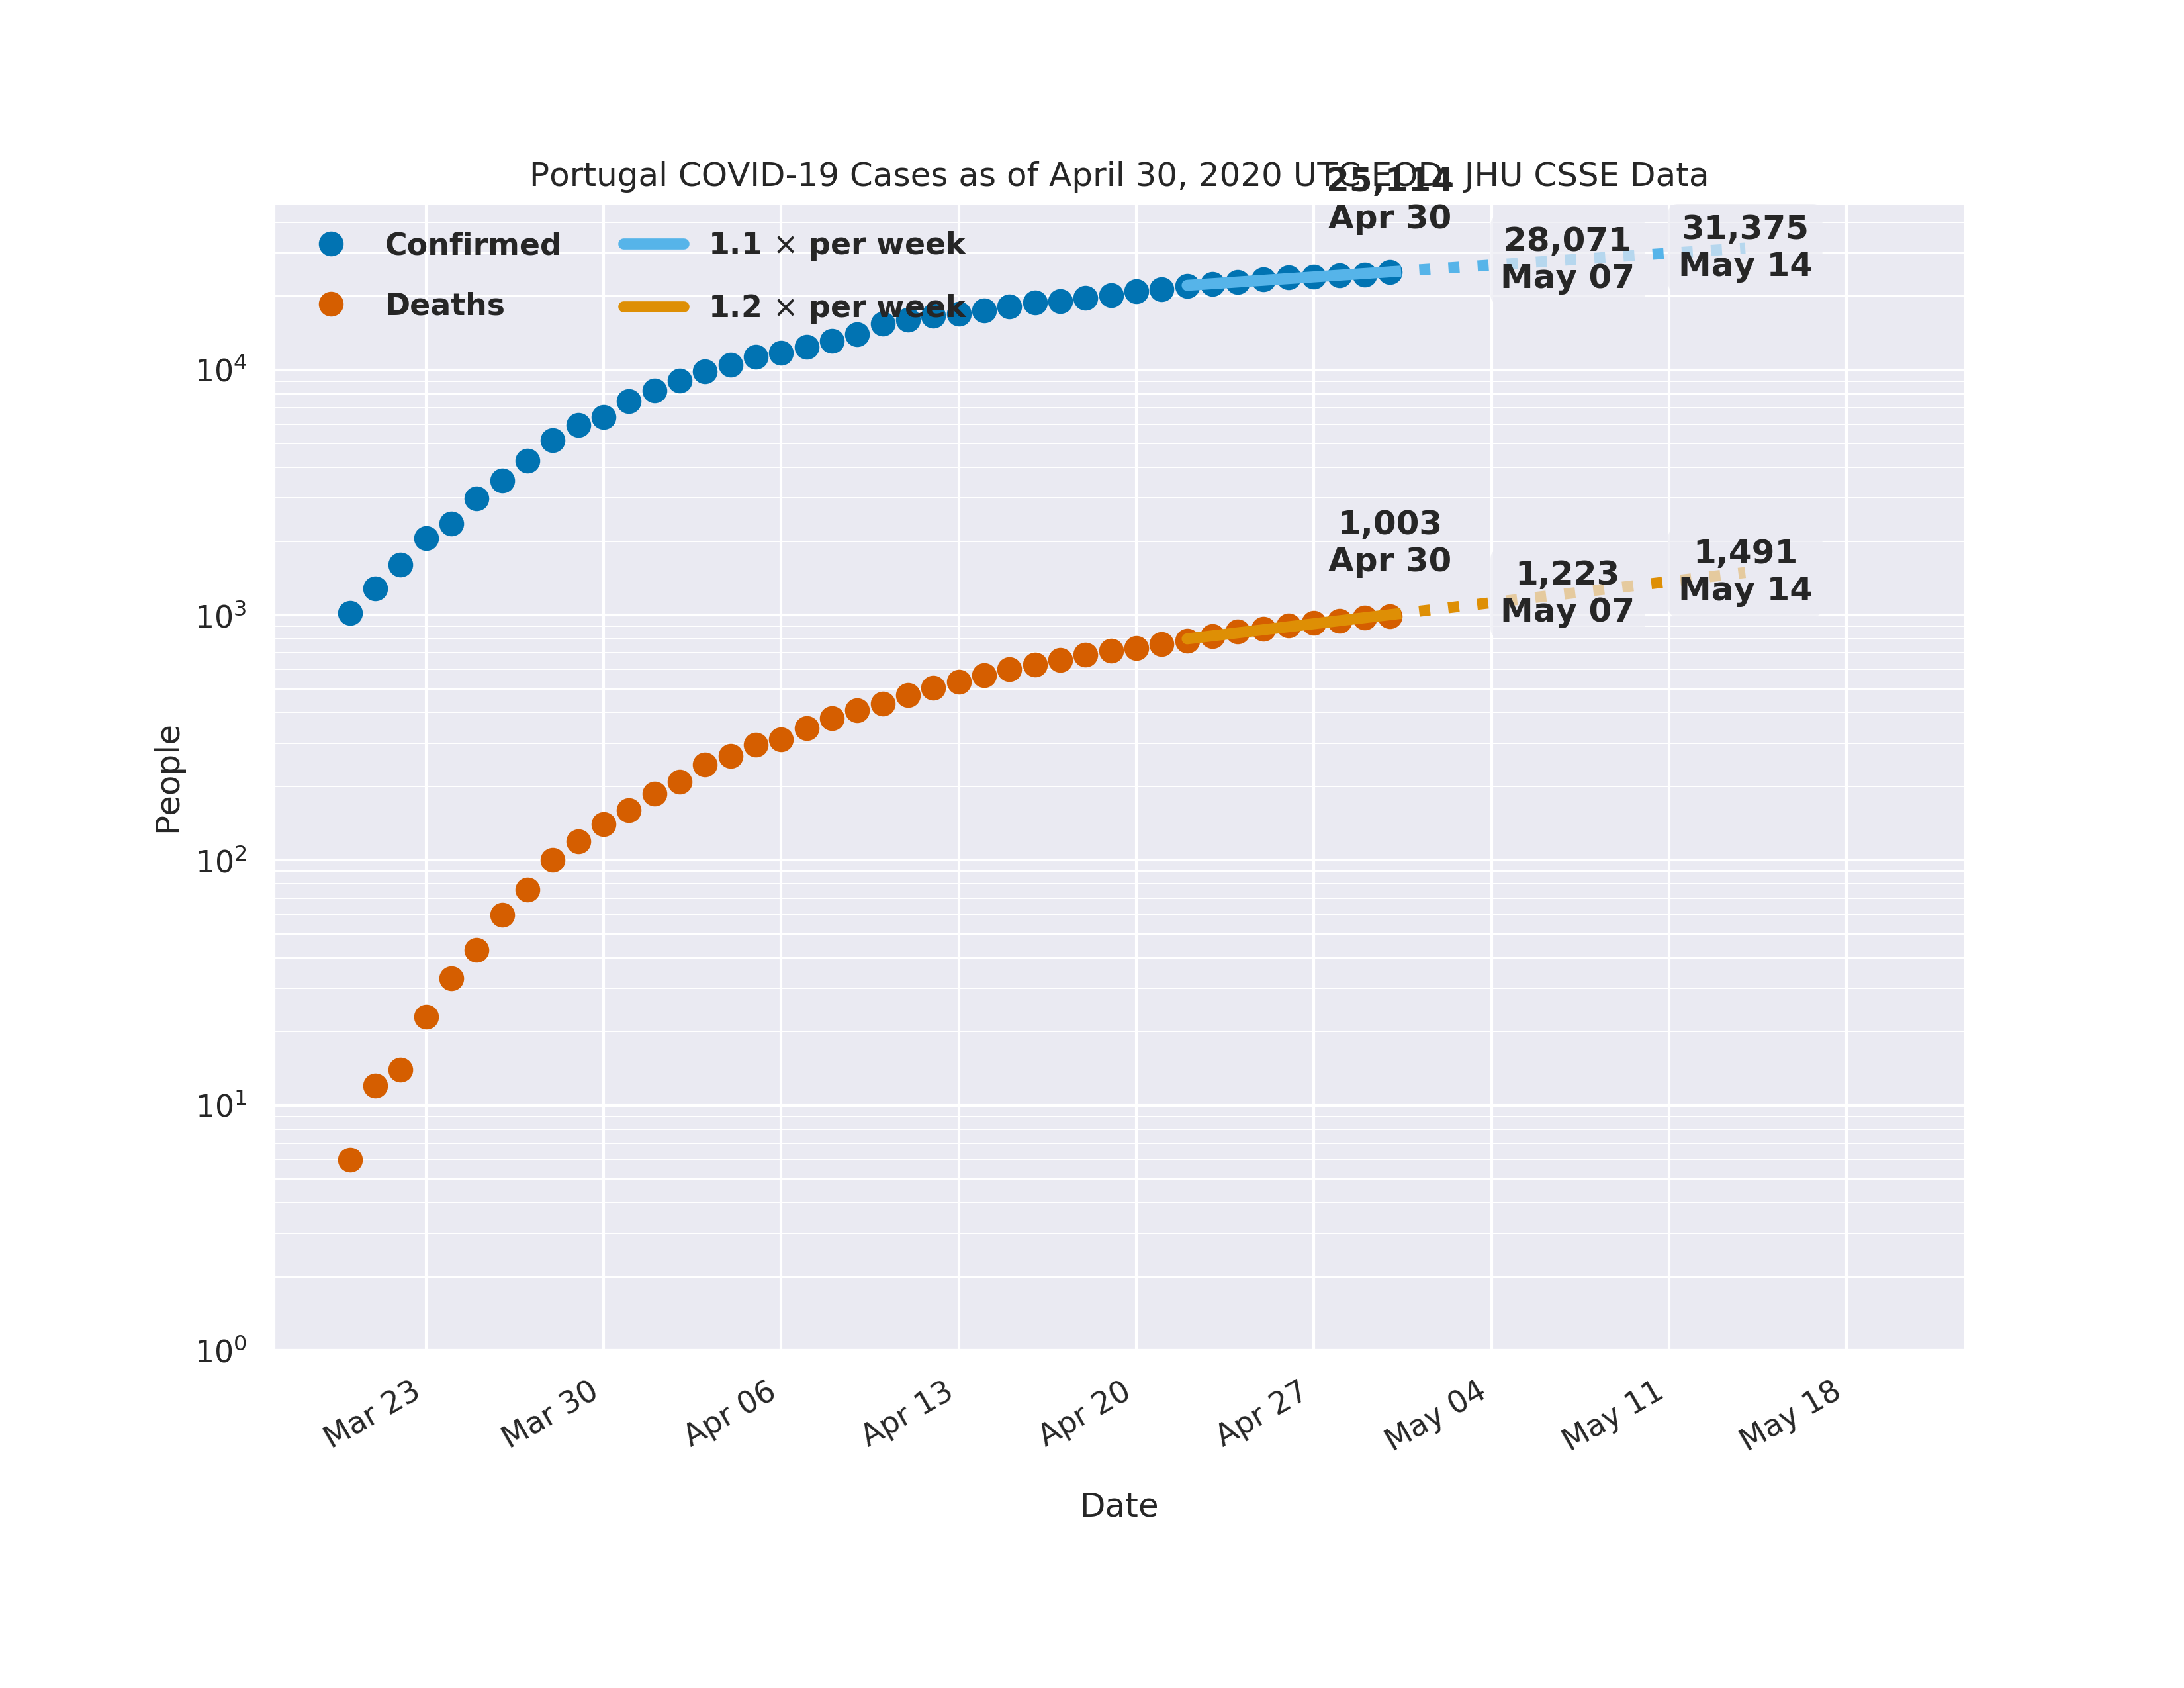 Portugal COVID-19 Cases as of April 30, 2020 UTC EOD, JHU CSSE Data
25,114
Apr 30
28,071
May 07
31,375
May 14
Confirmed
Deaths
1.1 × per week
1.2 × per week
1,003
Apr 30
1,223
May 07
1,491
May 14
People
10⁴
10³
10²
10¹
10⁰
Mar 23
Mar 30
Apr 06
Apr 13
Apr 20
Apr 27
May 04
May 11
May 18
Date